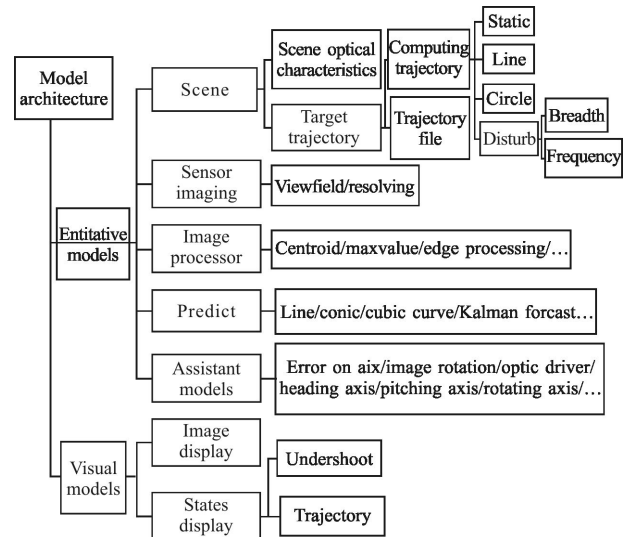 Model
architecture
Entitative
models
Visual
models
Scene
Sensor
imaging
Image
processor
Predict
Assistant
models
Image
display
States
display
Scene optical
characteristics
Target
trajectory
Computing
trajectory
Trajectory
file
Static
Line
Circle
Disturb
Breadth
Frequency
Viewfield/resolving
Centroid/maxvalue/edge processing/…
Line/conic/cubic curve/Kalman forcast…
Error on aix/image rotation/optic driver/
heading axis/pitching axis/rotating axis/…
Undershoot
Trajectory